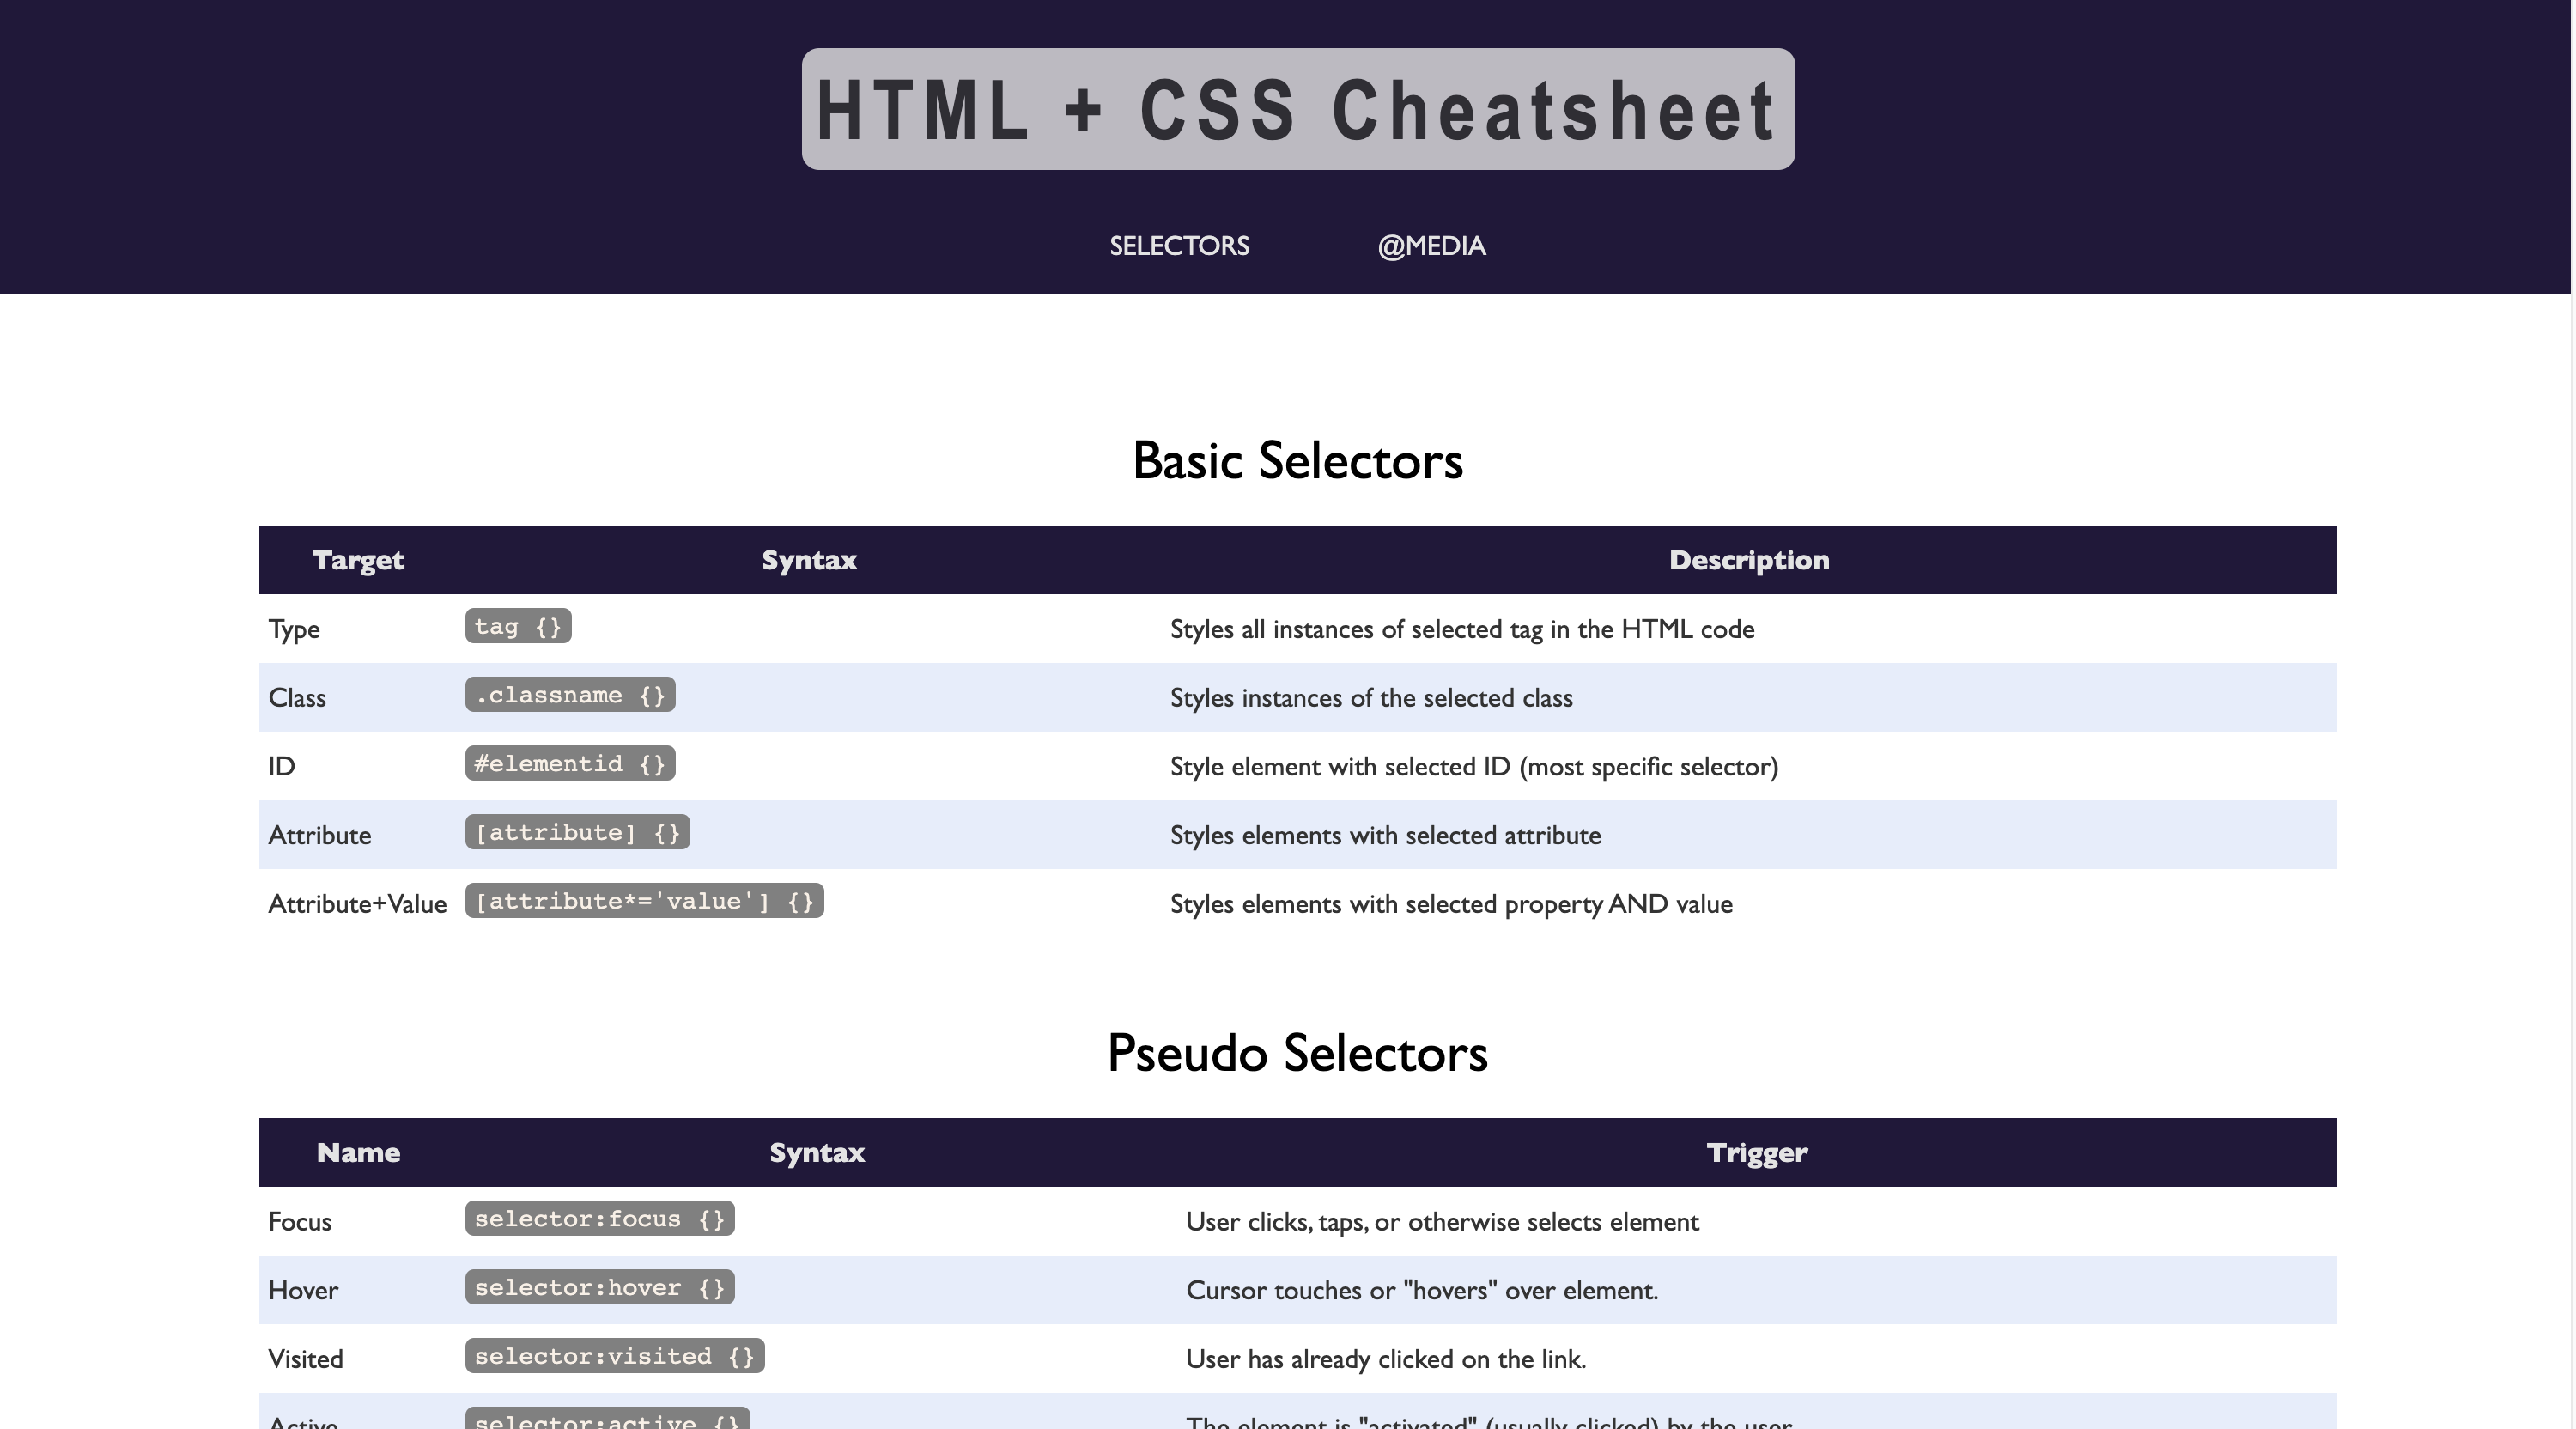 HTML + CSS Cheatsheet
SELECTORS @MEDIA
Basic Selectors
Target Syntax Description
Type tag {} Styles all instances of selected tag in the HTML code
Class .classname {} Styles instances of the selected class
ID #elementid {} Style element with selected ID (most specific selector)
Attribute [attribute] {} Styles elements with selected attribute
Attribute+Value [attribute*='value'] {} Styles elements with selected property AND value
Pseudo Selectors
Name Syntax Trigger
Focus selector:focus {} User clicks, taps, or otherwise selects element
Hover selector:hover {} Cursor touches or "hovers" over element.
Visited selector:visited {} User has already clicked on the link.
Active selector:active {} The element is "activated" (usually clicked) by the user